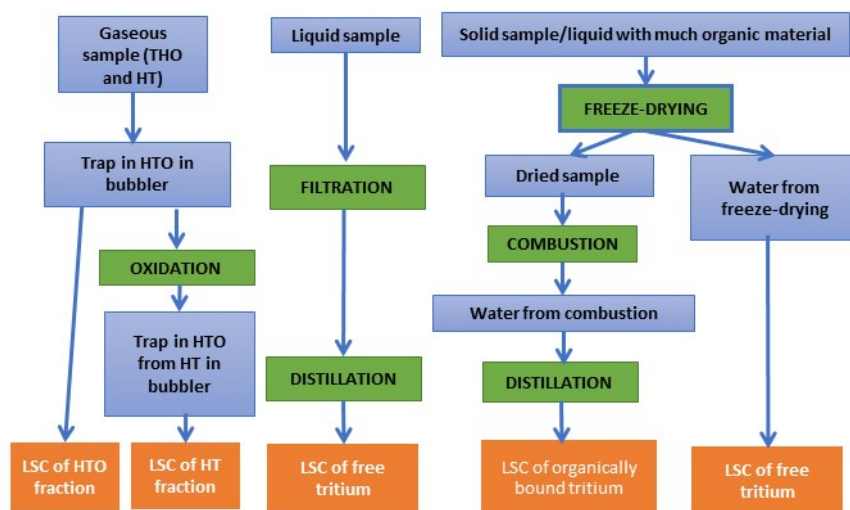 Gaseous
sample (THO
and HT)
Trap in HTO in
bubbler
OXIDATION
Trap in HTO
from HT in
bubbler
LSC of HTO
fraction
LSC of HT
fraction
Liquid sample
FILTRATION
DISTILLATION
LSC of free
tritium
Solid sample/liquid with much organic material
FREEZE-DRYING
Dried sample
COMBUSTION
Water from combustion
DISTILLATION
LSC of organically
bound tritium
Water from
freeze-drying
LSC of free
tritium